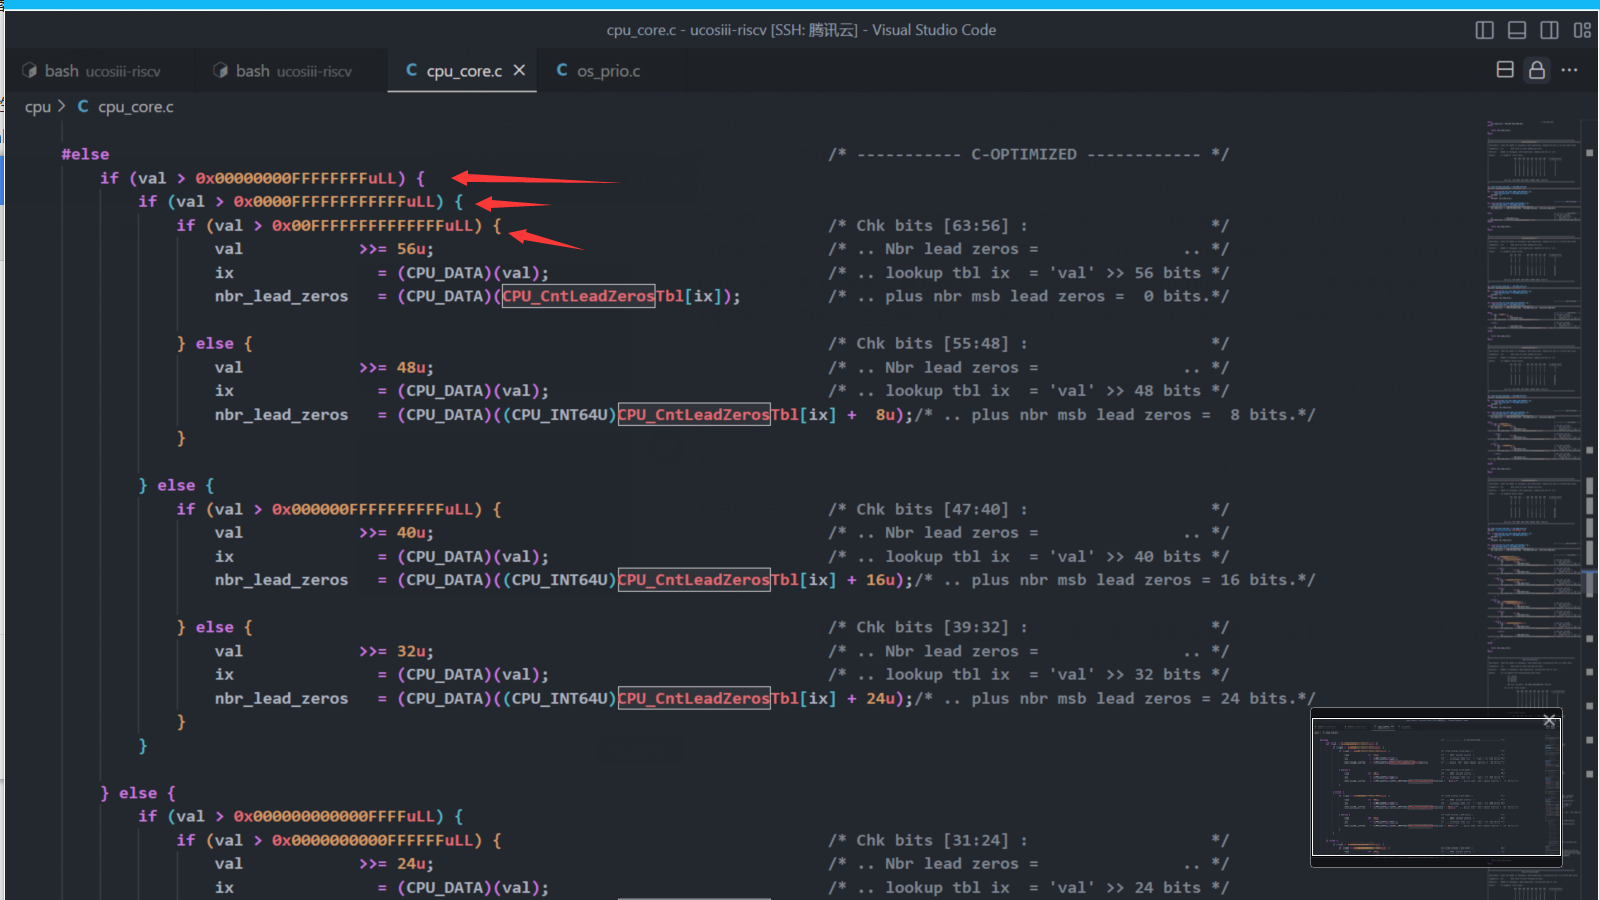 cpu_core.c - ucosiii-riscv [SSH: 腾讯云] - Visual Studio Code
bash ucosiii-riscv bash ucosiii-riscv C cpu_core.c × C os_prio.c
cpu > C cpu_core.c
#else /* ----------- C-OPTIMIZED ------------ */
if (val > 0x00000000FFFFFFFFuLL) {
if (val > 0x0000FFFFFFFFFFFFuLL) {
if (val > 0x00FFFFFFFFFFFFFFuLL) { /* Chk bits [63:56] : */
val >>= 56u; /* .. Nbr lead zeros = .. */
ix = (CPU_DATA)(val); /* .. lookup tbl ix = 'val' >> 56 bits */
nbr_lead_zeros = (CPU_DATA)(CPU_CntLeadZerosTbl[ix]); /* .. plus nbr msb lead zeros = 0 bits.*/
} else { /* Chk bits [55:48] : */
val >>= 48u; /* .. Nbr lead zeros = .. */
ix = (CPU_DATA)(val); /* .. lookup tbl ix = 'val' >> 48 bits */
nbr_lead_zeros = (CPU_DATA)((CPU_INT64U)CPU_CntLeadZerosTbl[ix] + 8u);/* .. plus nbr msb lead zeros = 8 bits.*/
}
} else {
if (val > 0x000000FFFFFFFFFFuLL) { /* Chk bits [47:40] : */
val >>= 40u; /* .. Nbr lead zeros = .. */
ix = (CPU_DATA)(val); /* .. lookup tbl ix = 'val' >> 40 bits */
nbr_lead_zeros = (CPU_DATA)((CPU_INT64U)CPU_CntLeadZerosTbl[ix] + 16u);/* .. plus nbr msb lead zeros = 16 bits.*/
} else { /* Chk bits [39:32] : */
val >>= 32u; /* .. Nbr lead zeros = .. */
ix = (CPU_DATA)(val); /* .. lookup tbl ix = 'val' >> 32 bits */
nbr_lead_zeros = (CPU_DATA)((CPU_INT64U)CPU_CntLeadZerosTbl[ix] + 24u);/* .. plus nbr msb lead zeros = 24 bits.*/
}
}
} else {
if (val > 0x000000000000FFFFuLL) {
if (val > 0x0000000000FFFFFFuLL) { /* Chk bits [31:24] : */
val >>= 24u; /* .. Nbr lead zeros = .. */
ix = (CPU_DATA)(val); /* .. lookup tbl ix = 'val' >> 24 bits */